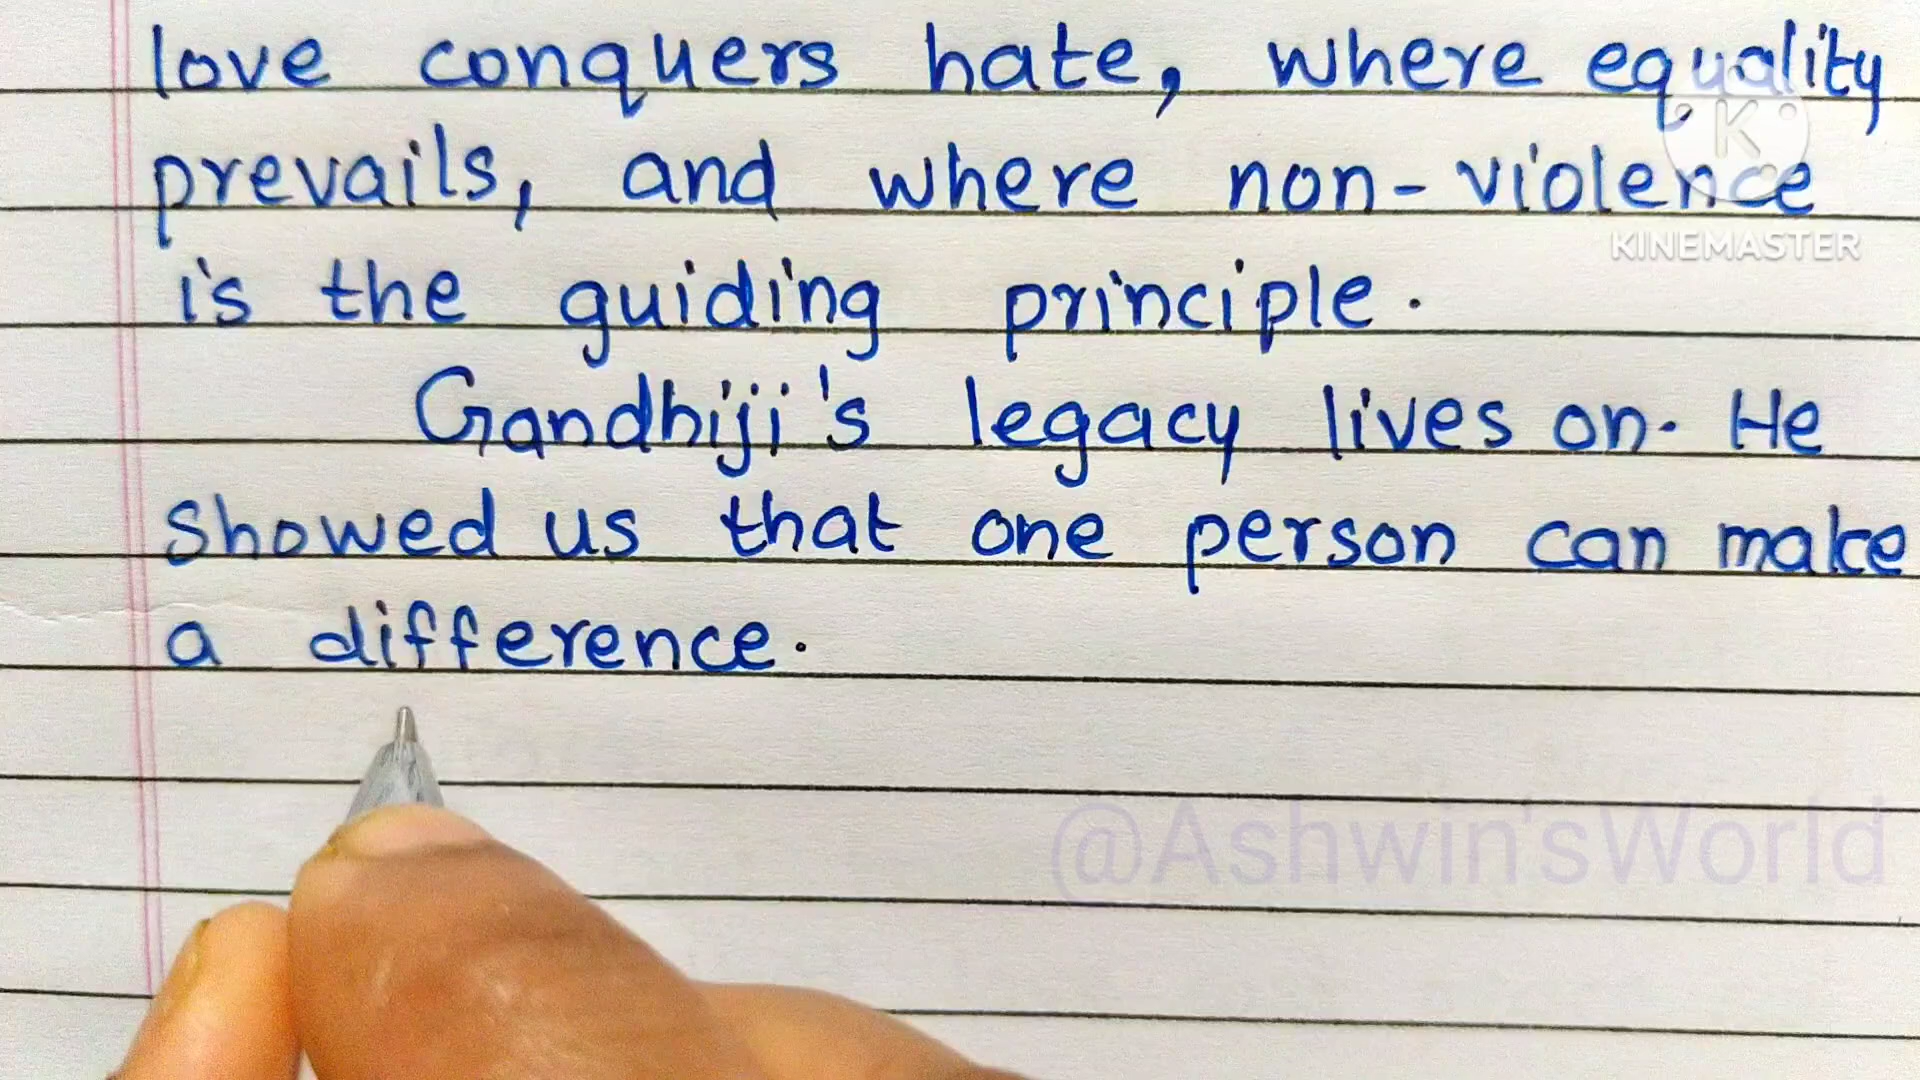 love conquers hate, where equality
prevails, and where non-violence
KINEMASTER
is the guiding principle.
Gandhiji's legacy lives on. He
showed us that one person can make
a difference.
@Ashwin'sWorld